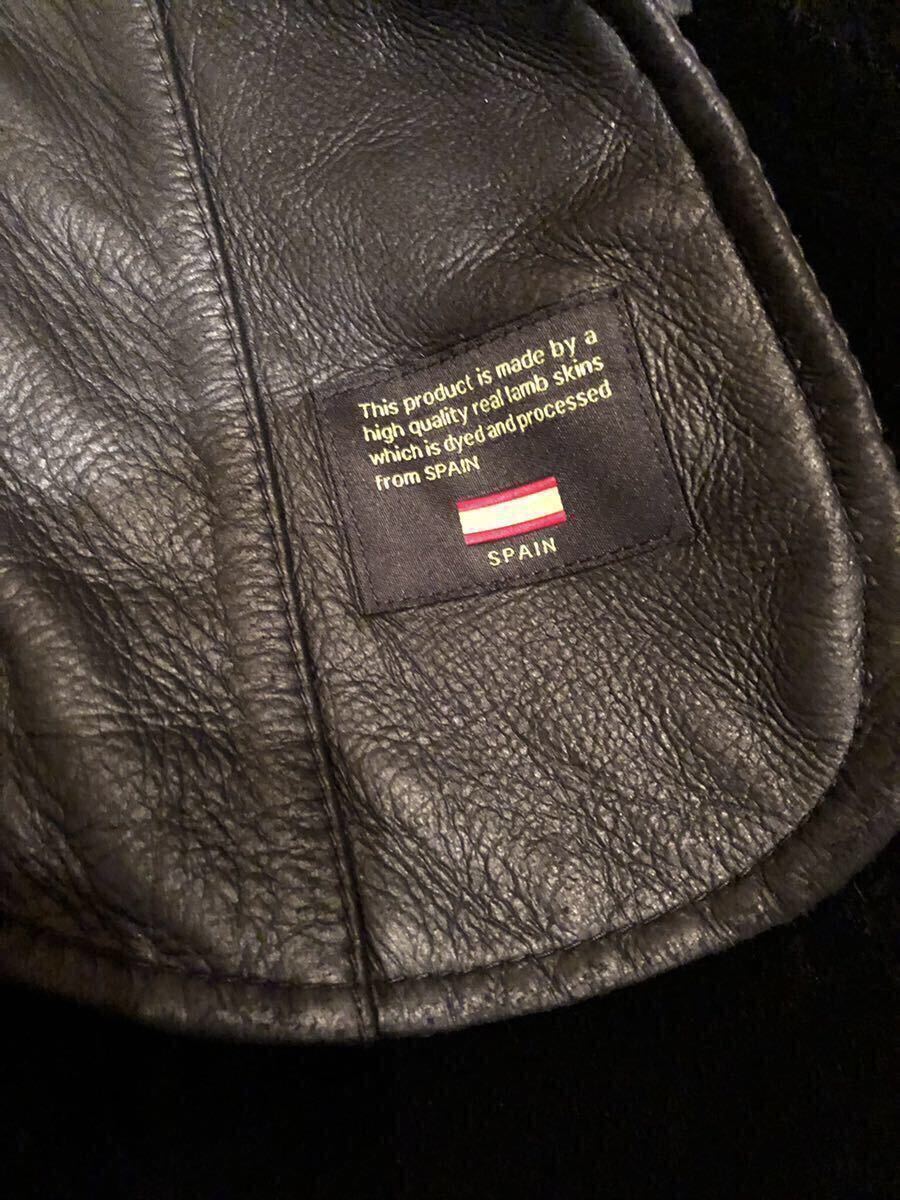 This product is made by a
high quality real lamb skins
which is dyed and processed
from SPAIN
SPAIN